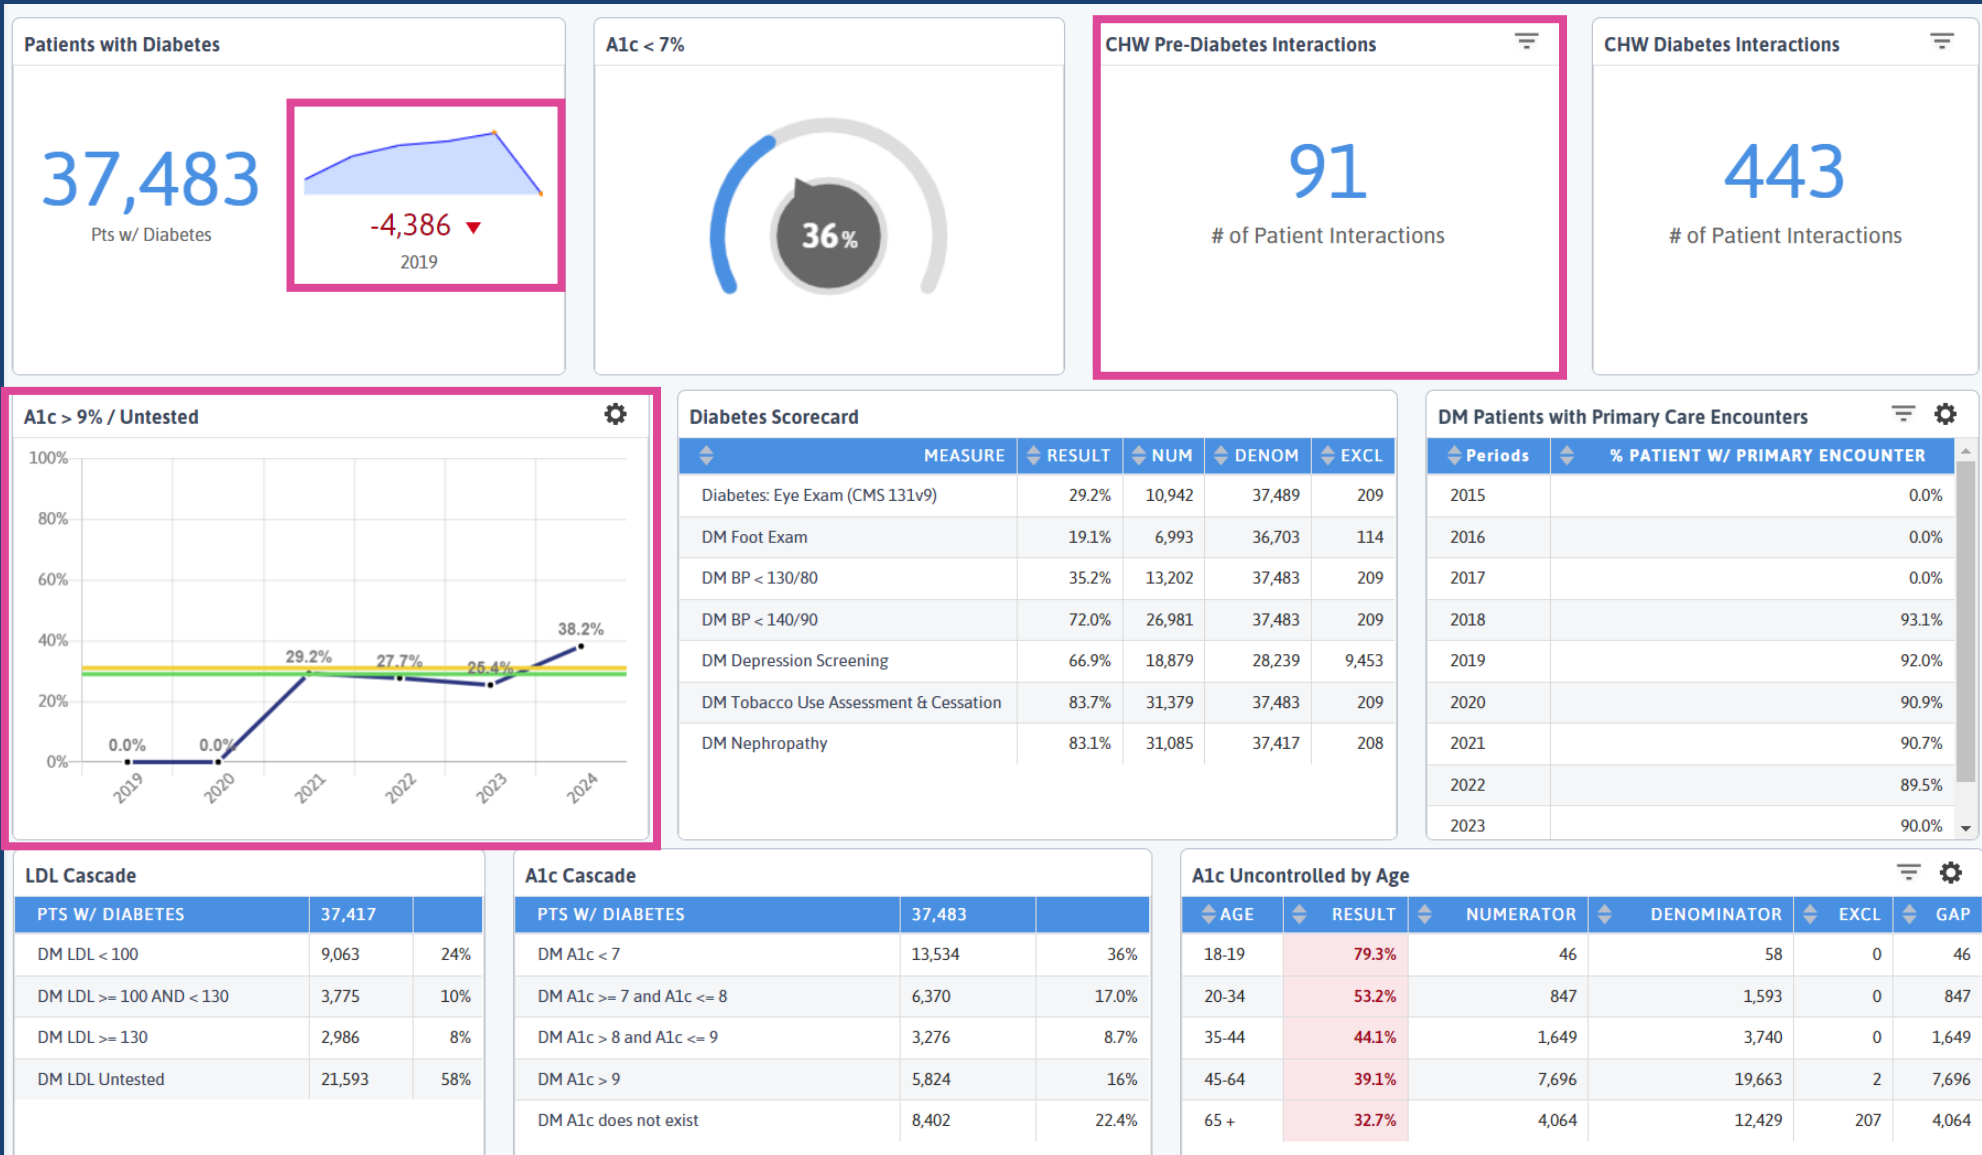 Patients with Diabetes
37,483
Pts w/ Diabetes
-4,386
2019
A1c < 7%
36%
CHW Pre-Diabetes Interactions
91
# of Patient Interactions
CHW Diabetes Interactions
443
# of Patient Interactions
A1c > 9% / Untested
100%
80%
60%
40%
20%
0%
0.0%
0.0%
29.2%
27.7%
25.4%
38.2%
2019
2020
2021
2022
2023
2024
Diabetes Scorecard
MEASURE RESULT NUM DENOM EXCL
Diabetes: Eye Exam (CMS 131v9) 29.2% 10,942 37,489 209
DM Foot Exam 19.1% 6,993 36,703 114
DM BP < 130/80 35.2% 13,202 37,483 209
DM BP < 140/90 72.0% 26,981 37,483 209
DM Depression Screening 66.9% 18,879 28,239 9,453
DM Tobacco Use Assessment & Cessation 83.7% 31,379 37,483 209
DM Nephropathy 83.1% 31,085 37,417 208
DM Patients with Primary Care Encounters
Periods % PATIENT W/ PRIMARY ENCOUNTER
2015 0.0%
2016 0.0%
2017 0.0%
2018 93.1%
2019 92.0%
2020 90.9%
2021 90.7%
2022 89.5%
2023 90.0%
LDL Cascade
PTS W/ DIABETES 37,417
DM LDL < 100 9,063 24%
DM LDL >= 100 AND < 130 3,775 10%
DM LDL >= 130 2,986 8%
DM LDL Untested 21,593 58%
A1c Cascade
PTS W/ DIABETES 37,483
DM A1c < 7 13,534 36%
DM A1c >= 7 and A1c <= 8 6,370 17.0%
DM A1c > 8 and A1c <= 9 3,276 8.7%
DM A1c > 9 5,824 16%
DM A1c does not exist 8,402 22.4%
A1c Uncontrolled by Age
AGE RESULT NUMERATOR DENOMINATOR EXCL GAP
18-19 79.3% 46 58 0 46
20-34 53.2% 847 1,593 0 847
35-44 44.1% 1,649 3,740 0 1,649
45-64 39.1% 7,696 19,663 2 7,696
65 + 32.7% 4,064 12,429 207 4,064